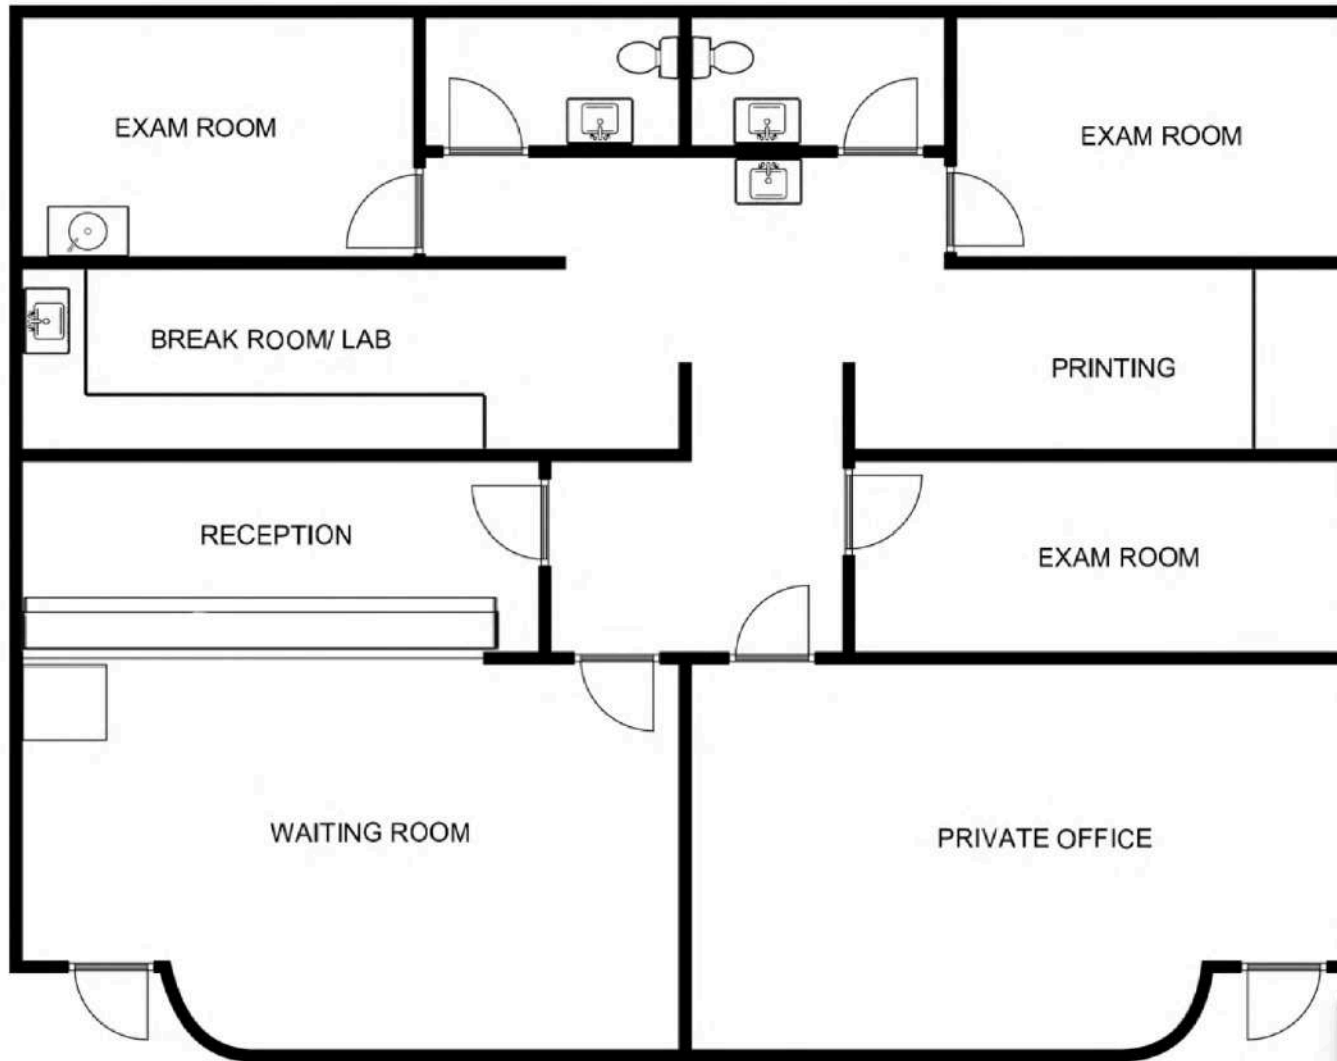 EXAM ROOM
EXAM ROOM
BREAK ROOM/ LAB
PRINTING
RECEPTION
EXAM ROOM
WAITING ROOM
PRIVATE OFFICE